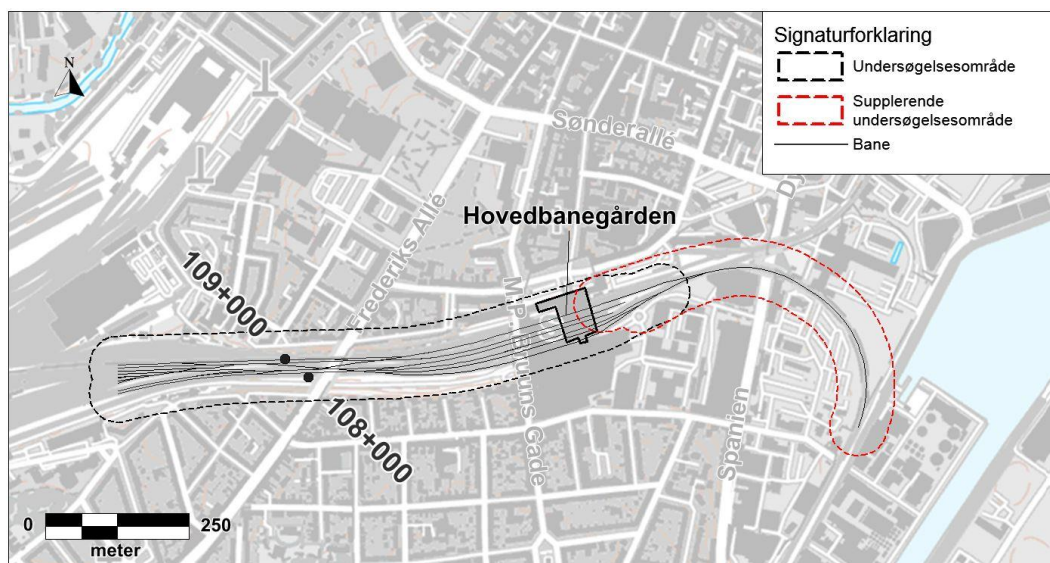 N
Signaturforklaring
Undersøgelsesområde
Supplerende
undersøgelsesområde
Bane
Sønderallé
Dy
Hovedbanegården
Frederiks Allé
109+000
M.P. Bruuns Gade
108+000
Spanien
0 250
meter